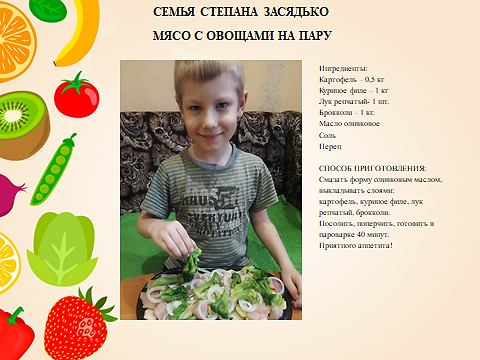 СЕМЬЯ СТЕПАНА ЗАСЯДЬКО
МЯСО С ОВОЩАМИ НА ПАРУ
Ингредиенты:
Картофель – 0,5 кг
Куриное филе – 1 кг
Лук репчатый- 1 шт.
Брокколи – 1 кг.
Масло оливковое
Соль
Перец
СПОСОБ ПРИГОТОВЛЕНИЯ:
Смазать форму оливковым маслом,
выкладывать слоями:
картофель, куриное филе, лук
репчатый, брокколи.
Посолить, поперчить, готовить в
пароварке 40 минут.
Приятного аппетита!